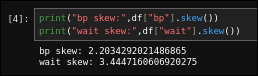 [4]: print("bp skew:",df["bp"].skew())
print("wait skew:",df["wait"].skew())
bp skew: 2.2034292021486865
wait skew: 3.4447160606920275